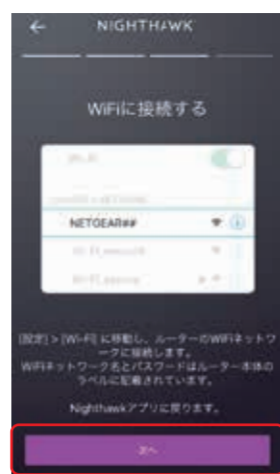 NIGHTHAWK
WiFiに接続する
Wi-Fi
NETGEAR##
[設定] > [Wi-Fi] に移動し、ルーターのWiFiネットワ
ークに接続します。
WiFiネットワーク名とパスワードはルーター本体の
ラベルに記載されています。
Nighthawkアプリに戻ります。
次へ